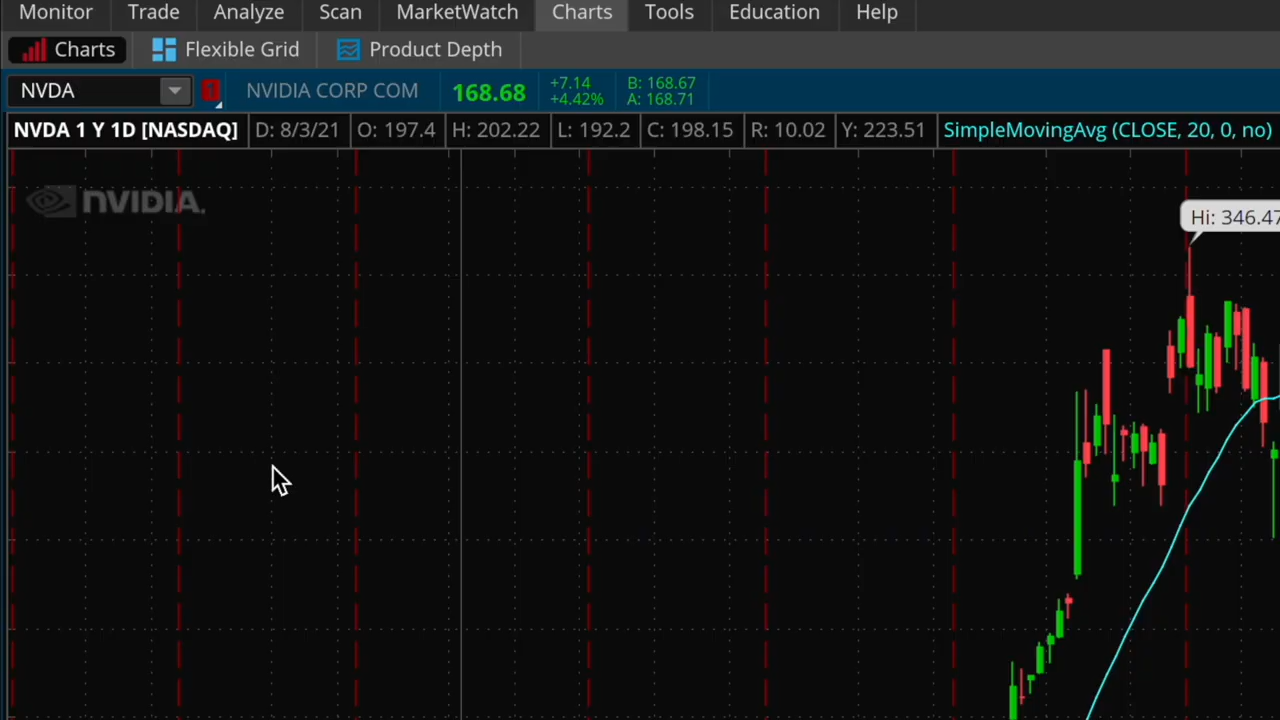 Monitor Trade Analyze Scan MarketWatch Charts Tools Education Help
Charts Flexible Grid Product Depth
NVDA 1 NVIDIA CORP COM 168.68 +7.14 B: 168.67
+4.42% A: 168.71
NVDA 1 Y 1D [NASDAQ] D: 8/3/21 O: 197.4 H: 202.22 L: 192.2 C: 198.15 R: 10.02 Y: 223.51 SimpleMovingAvg (CLOSE, 20, 0, no)
NVIDIA.
Hi: 346.47